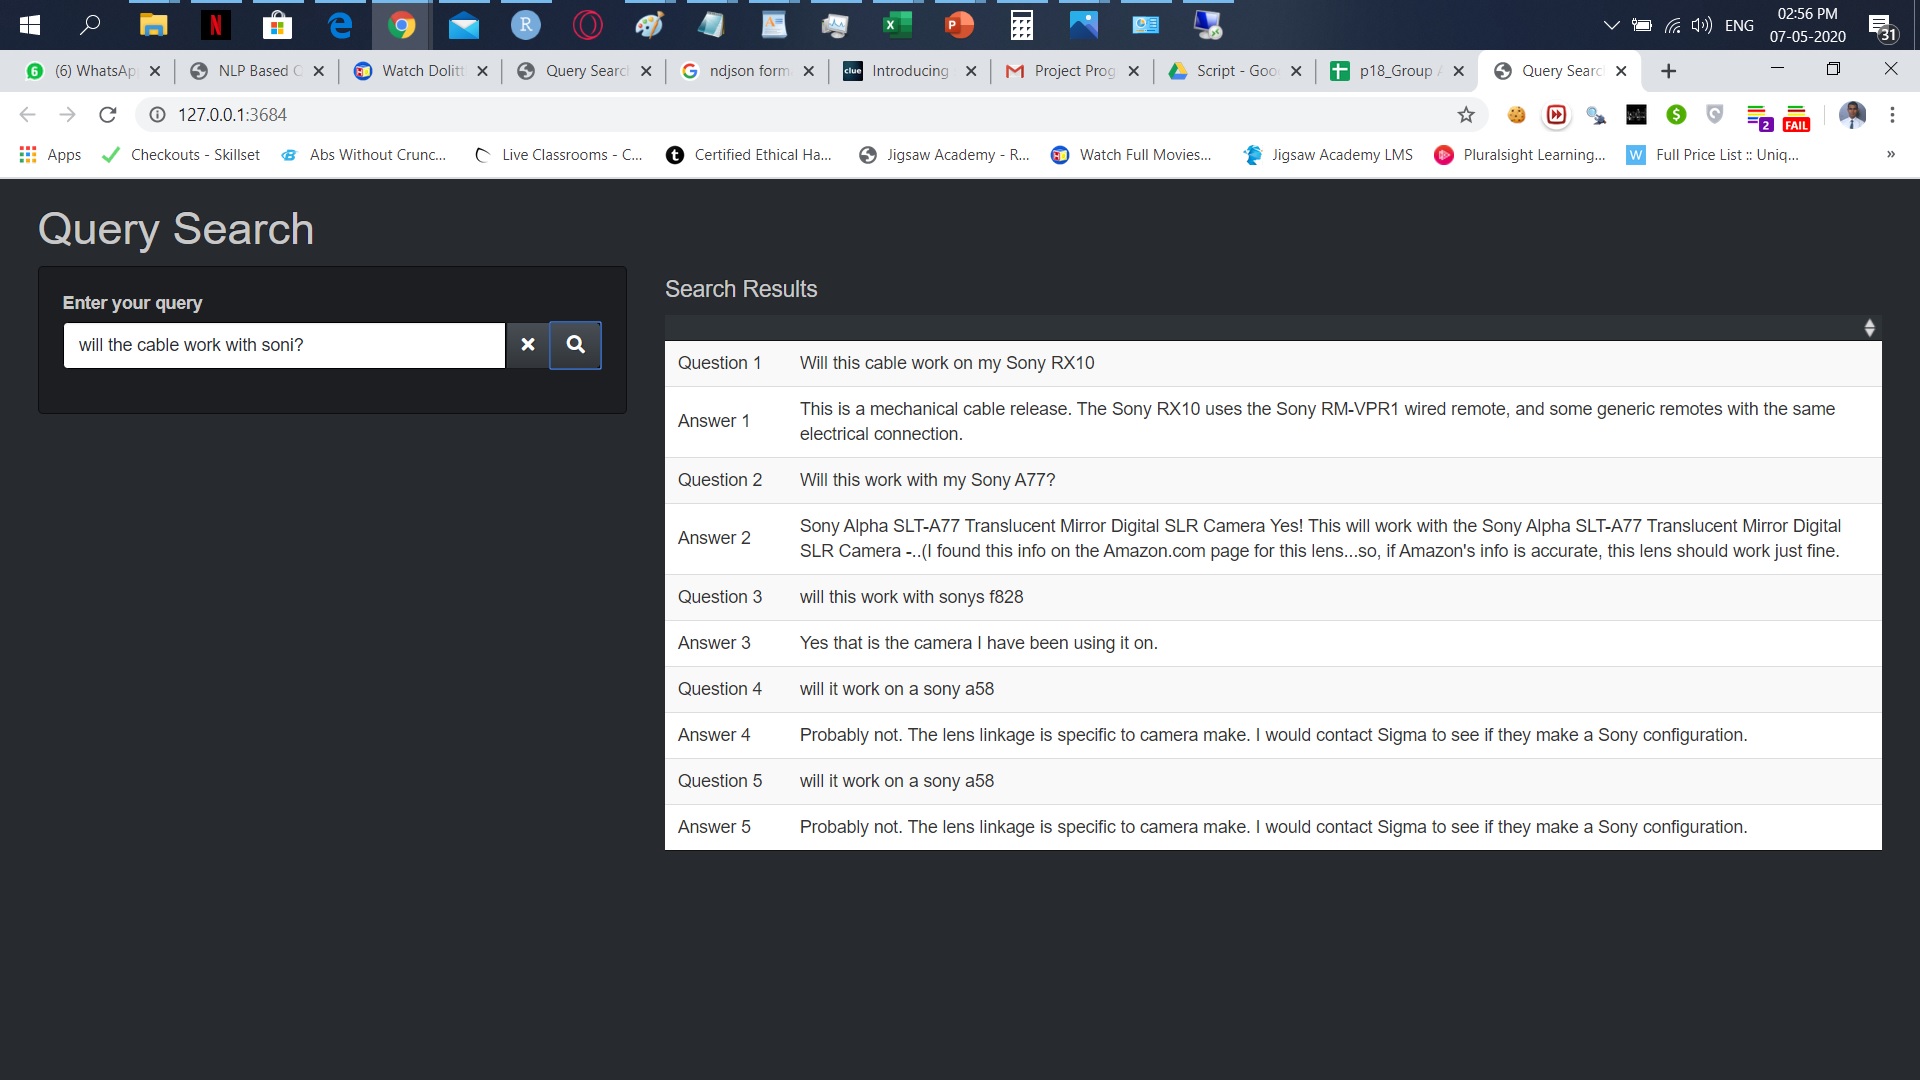 ENG
02:56 PM
07-05-2020
31
(6) WhatsAp
NLP Based C
Watch Dolitt
Query Searc
ndjson form
Introducing
Project Prog
Script - Goo
p18_Group A
Query Searc
127.0.0.1:3684
2
FAIL
Apps
Checkouts - Skillset
Abs Without Crunc...
Live Classrooms - C...
Certified Ethical Ha...
Jigsaw Academy - R...
Watch Full Movies...
Jigsaw Academy LMS
Pluralsight Learning...
Full Price List :: Uniq...
»
Query Search
Enter your query
will the cable work with soni?
Search Results
Question 1 Will this cable work on my Sony RX10
Answer 1 This is a mechanical cable release. The Sony RX10 uses the Sony RM-VPR1 wired remote, and some generic remotes with the same
electrical connection.
Question 2 Will this work with my Sony A77?
Answer 2 Sony Alpha SLT-A77 Translucent Mirror Digital SLR Camera Yes! This will work with the Sony Alpha SLT-A77 Translucent Mirror Digital
SLR Camera -..(I found this info on the Amazon.com page for this lens...so, if Amazon's info is accurate, this lens should work just fine.
Question 3 will this work with sonys f828
Answer 3 Yes that is the camera I have been using it on.
Question 4 will it work on a sony a58
Answer 4 Probably not. The lens linkage is specific to camera make. I would contact Sigma to see if they make a Sony configuration.
Question 5 will it work on a sony a58
Answer 5 Probably not. The lens linkage is specific to camera make. I would contact Sigma to see if they make a Sony configuration.